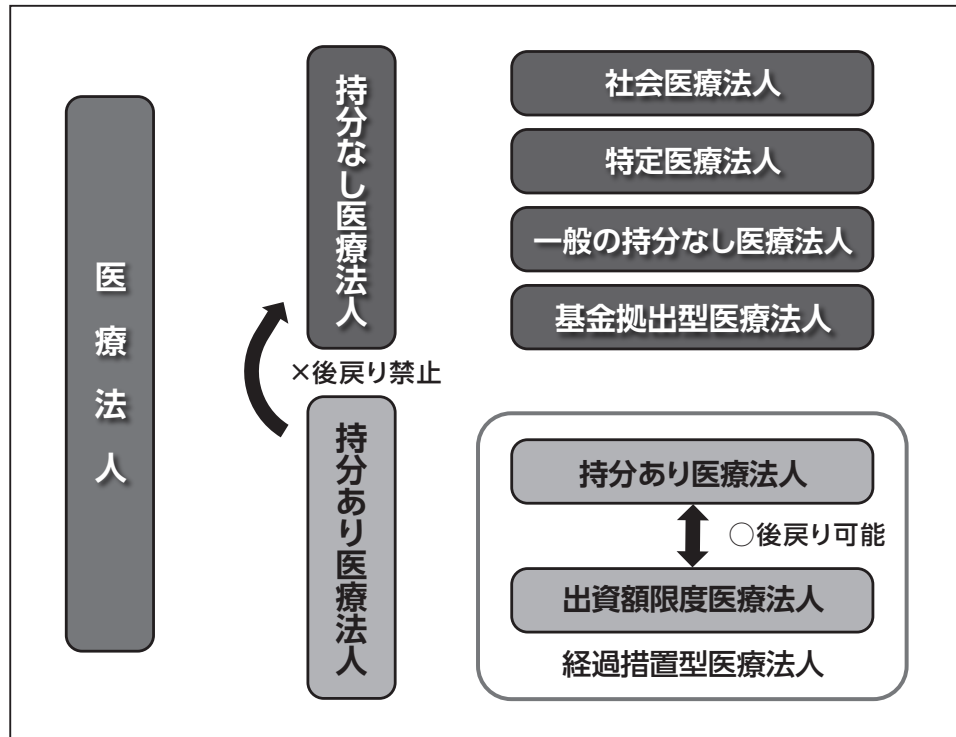 医療法人
持分なし医療法人
社会医療法人
特定医療法人
一般の持分なし医療法人
基金拠出型医療法人
×後戻り禁止
持分あり医療法人
持分あり医療法人
○後戻り可能
出資額限度医療法人
経過措置型医療法人